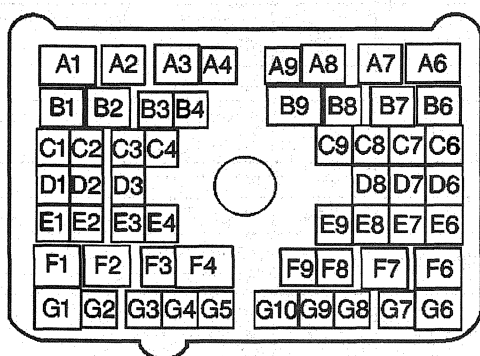 A1 A2 A3 A4 A9 A8 A7 A6
B1 B2 B3 B4 B9 B8 B7 B6
C1 C2 C3 C4 C9 C8 C7 C6
D1 D2 D3 D8 D7 D6
E1 E2 E3 E4 E9 E8 E7 E6
F1 F2 F3 F4 F9 F8 F7 F6
G1 G2 G3 G4 G5 G10 G9 G8 G7 G6